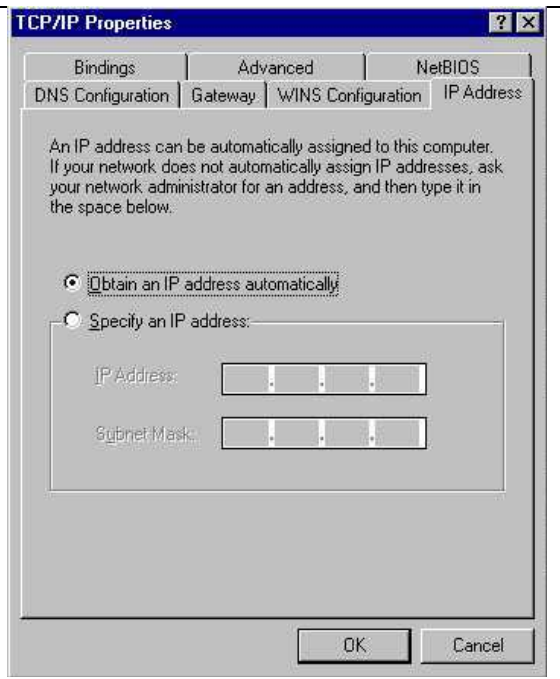 TCP/IP Properties
? X
Bindings Advanced NetBIOS
DNS Configuration Gateway WINS Configuration IP Address
An IP address can be automatically assigned to this computer.
If your network does not automatically assign IP addresses, ask
your network administrator for an address, and then type it in
the space below.
Obtain an IP address automatically
Specify an IP address:
IP Address:
Subnet Mask:
OK Cancel